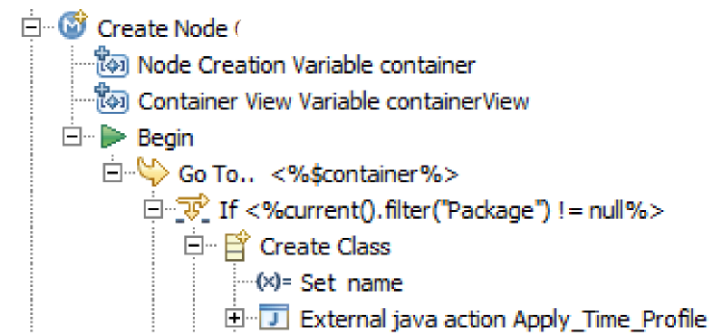 Create Node (
Node Creation Variable container
Container View Variable containerView
Begin
Go To.. <%$container%>
If <%current().filter("Package") != null%>
Create Class
(x)= Set name
External java action Apply_Time_Profile